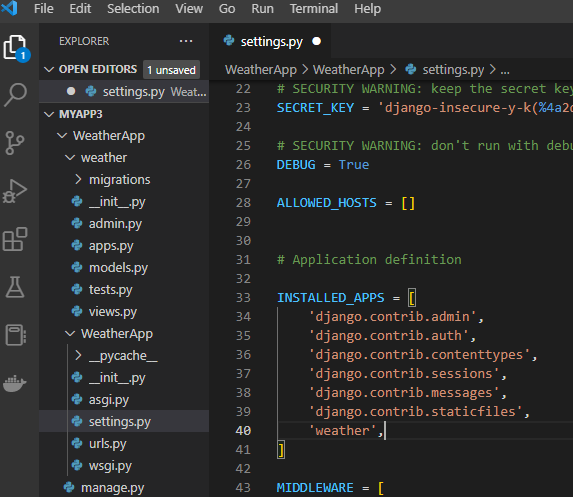 File Edit Selection View Go Run Terminal Help
EXPLORER ...
settings.py
1
OPEN EDITORS 1 unsaved
settings.py Weat...
WeatherApp > WeatherApp > settings.py > ...
MYAPP3
WeatherApp
weather
migrations
__init__.py
admin.py
apps.py
models.py
tests.py
views.py
WeatherApp
__pycache__
__init__.py
asgi.py
settings.py
urls.py
wsgi.py
manage.py
22 # SECURITY WARNING: keep the secret key
23 SECRET_KEY = 'django-insecure-y-k(%4a2
24
25 # SECURITY WARNING: don't run with debu
26 DEBUG = True
27
28 ALLOWED_HOSTS = []
29
30
31 # Application definition
32
33 INSTALLED_APPS = [
34 'django.contrib.admin',
35 'django.contrib.auth',
36 'django.contrib.contenttypes',
37 'django.contrib.sessions',
38 'django.contrib.messages',
39 'django.contrib.staticfiles',
40 'weather',
41 ]
42
43 MIDDLEWARE = [